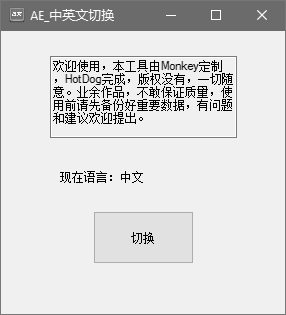 AE_中英文切换
欢迎使用，本工具由Monkey定制
，HotDog完成，版权没有，一切随
意。业余作品，不敢保证质量，使
用前请先备份好重要数据，有问题
和建议欢迎提出。
现在语言：中文
切换